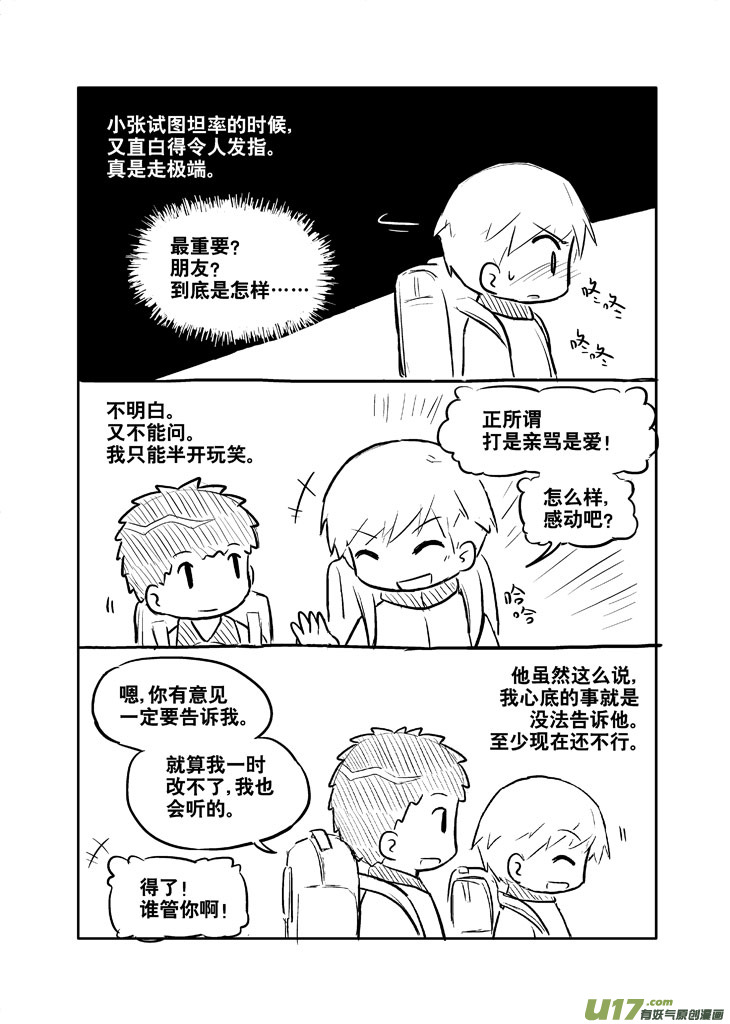 小张试图坦率的时候，
又直白得令人发指。
真是走极端。
最重要？
朋友？
到底是怎样……
咚咚
咚咚
不明白。
又不能问。
我只能半开玩笑。
正所谓
打是亲骂是爱！
怎么样，
感动吧？
哈哈
嗯，你有意见
一定要告诉我。
就算我一时
改不了，我也
会听的。
他虽然这么说，
我心底的事就是
没法告诉他。
至少现在还不行。
得了！
谁管你啊！
U17.com
有妖气原创漫画